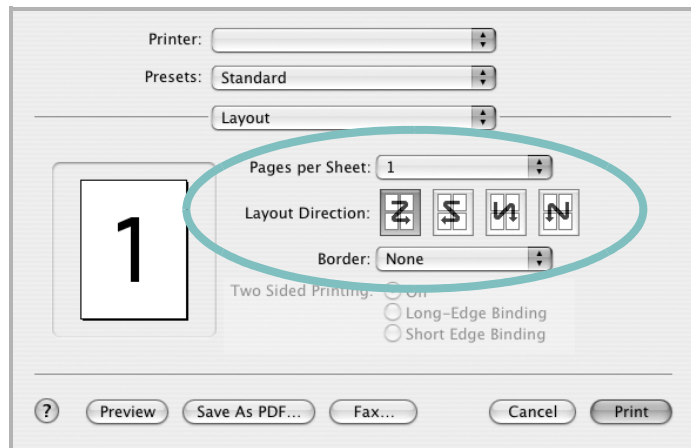 Printer:
Presets: Standard
Layout
Pages per Sheet: 1
1
Layout Direction:
Border: None
Two Sided Printing: Off
Long-Edge Binding
Short Edge Binding
? Preview Save As PDF... Fax... Cancel Print